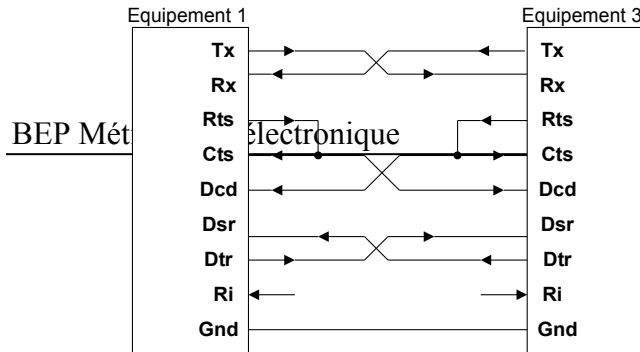 Equipement 1 Equipement 3
Tx Tx
Rx Rx
Rts Rts
BEP Mét électronique
Cts Cts
Dcd Dcd
Dsr Dsr
Dtr Dtr
Ri Ri
Gnd Gnd